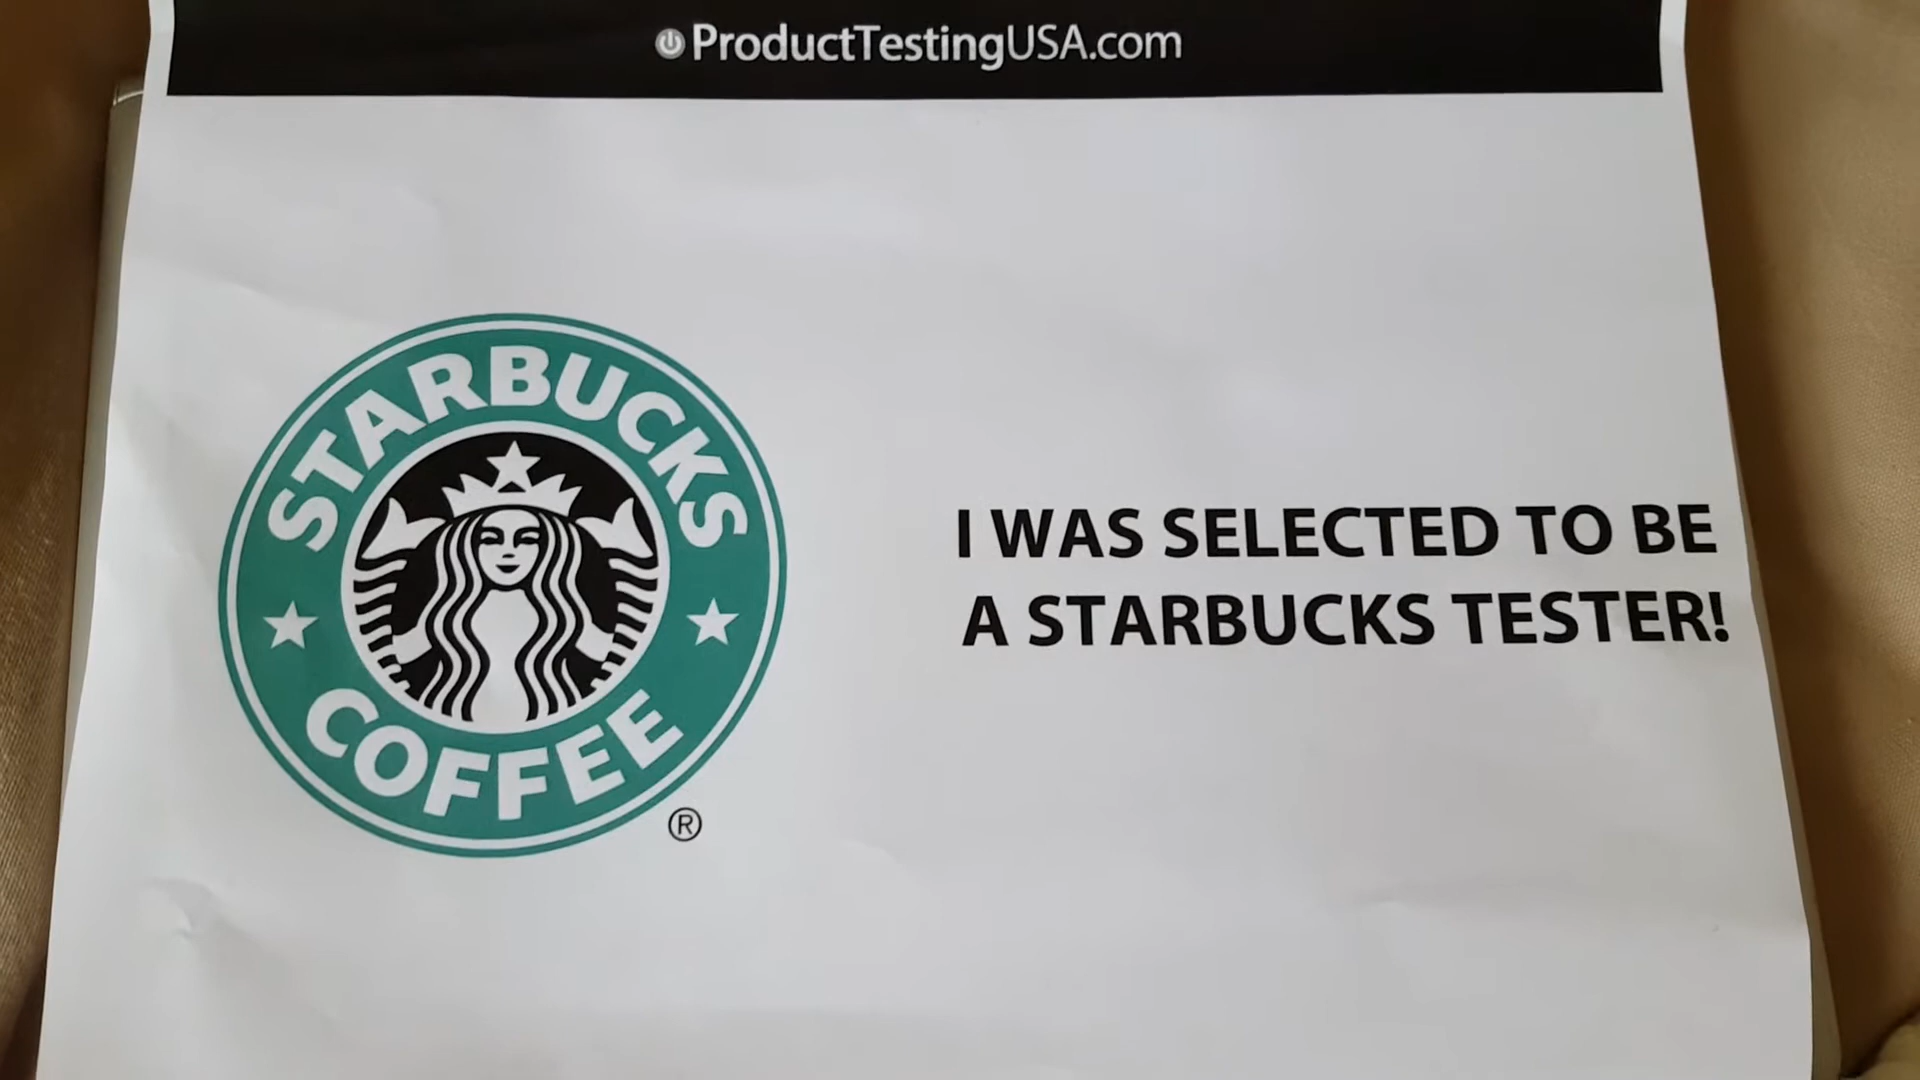 ProductTestingUSA.com
STARBUCKS
COFFEE
®
I WAS SELECTED TO BE
A STARBUCKS TESTER!